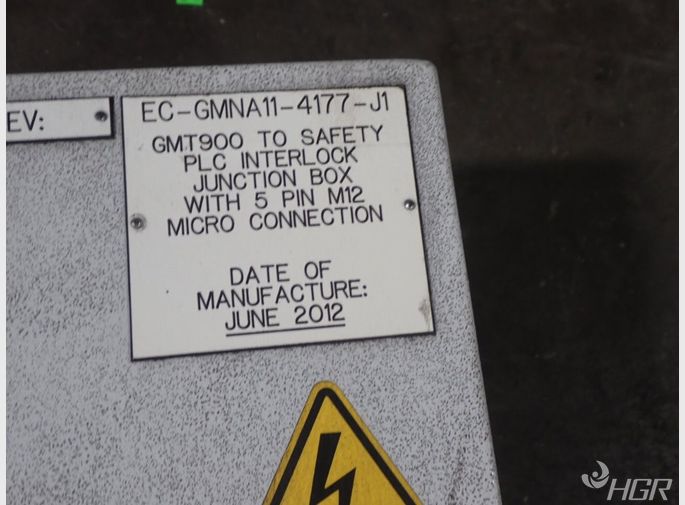 EV:
EC-GMNA11-4177-J1
GMT900 TO SAFETY
PLC INTERLOCK
JUNCTION BOX
WITH 5 PIN M12
MICRO CONNECTION
DATE OF
MANUFACTURE:
JUNE 2012
HGR